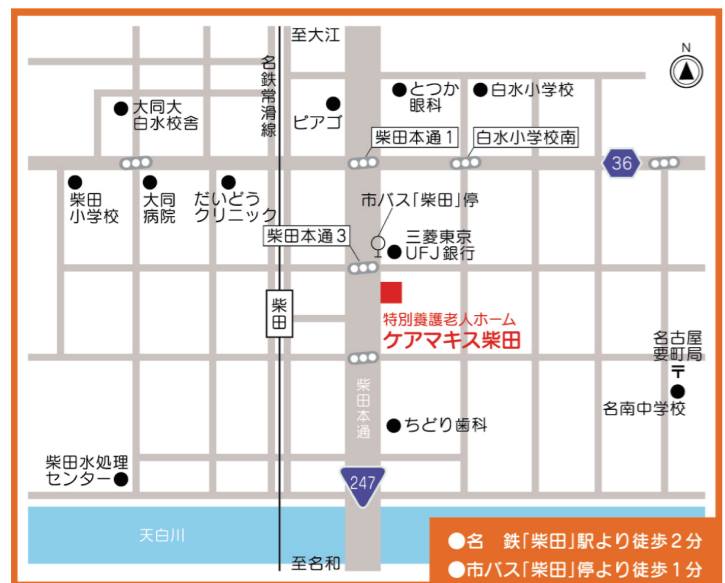 至大江
N
名鉄常滑線
とつか
眼科
白水小学校
大同大
白水校舎
ピアゴ
柴田本通1
白水小学校南
36
柴田
小学校
大同
病院
だいどう
クリニック
市バス「柴田」停
柴田本通3
三菱東京
UFJ銀行
柴田
特別養護老人ホーム
ケアマキス柴田
名古屋
要町局
〒
名南中学校
柴田本通
ちどり歯科
柴田水処理
センター
247
天白川
至名和
●名　鉄「柴田」駅より徒歩2分
●市バス「柴田」停より徒歩1分